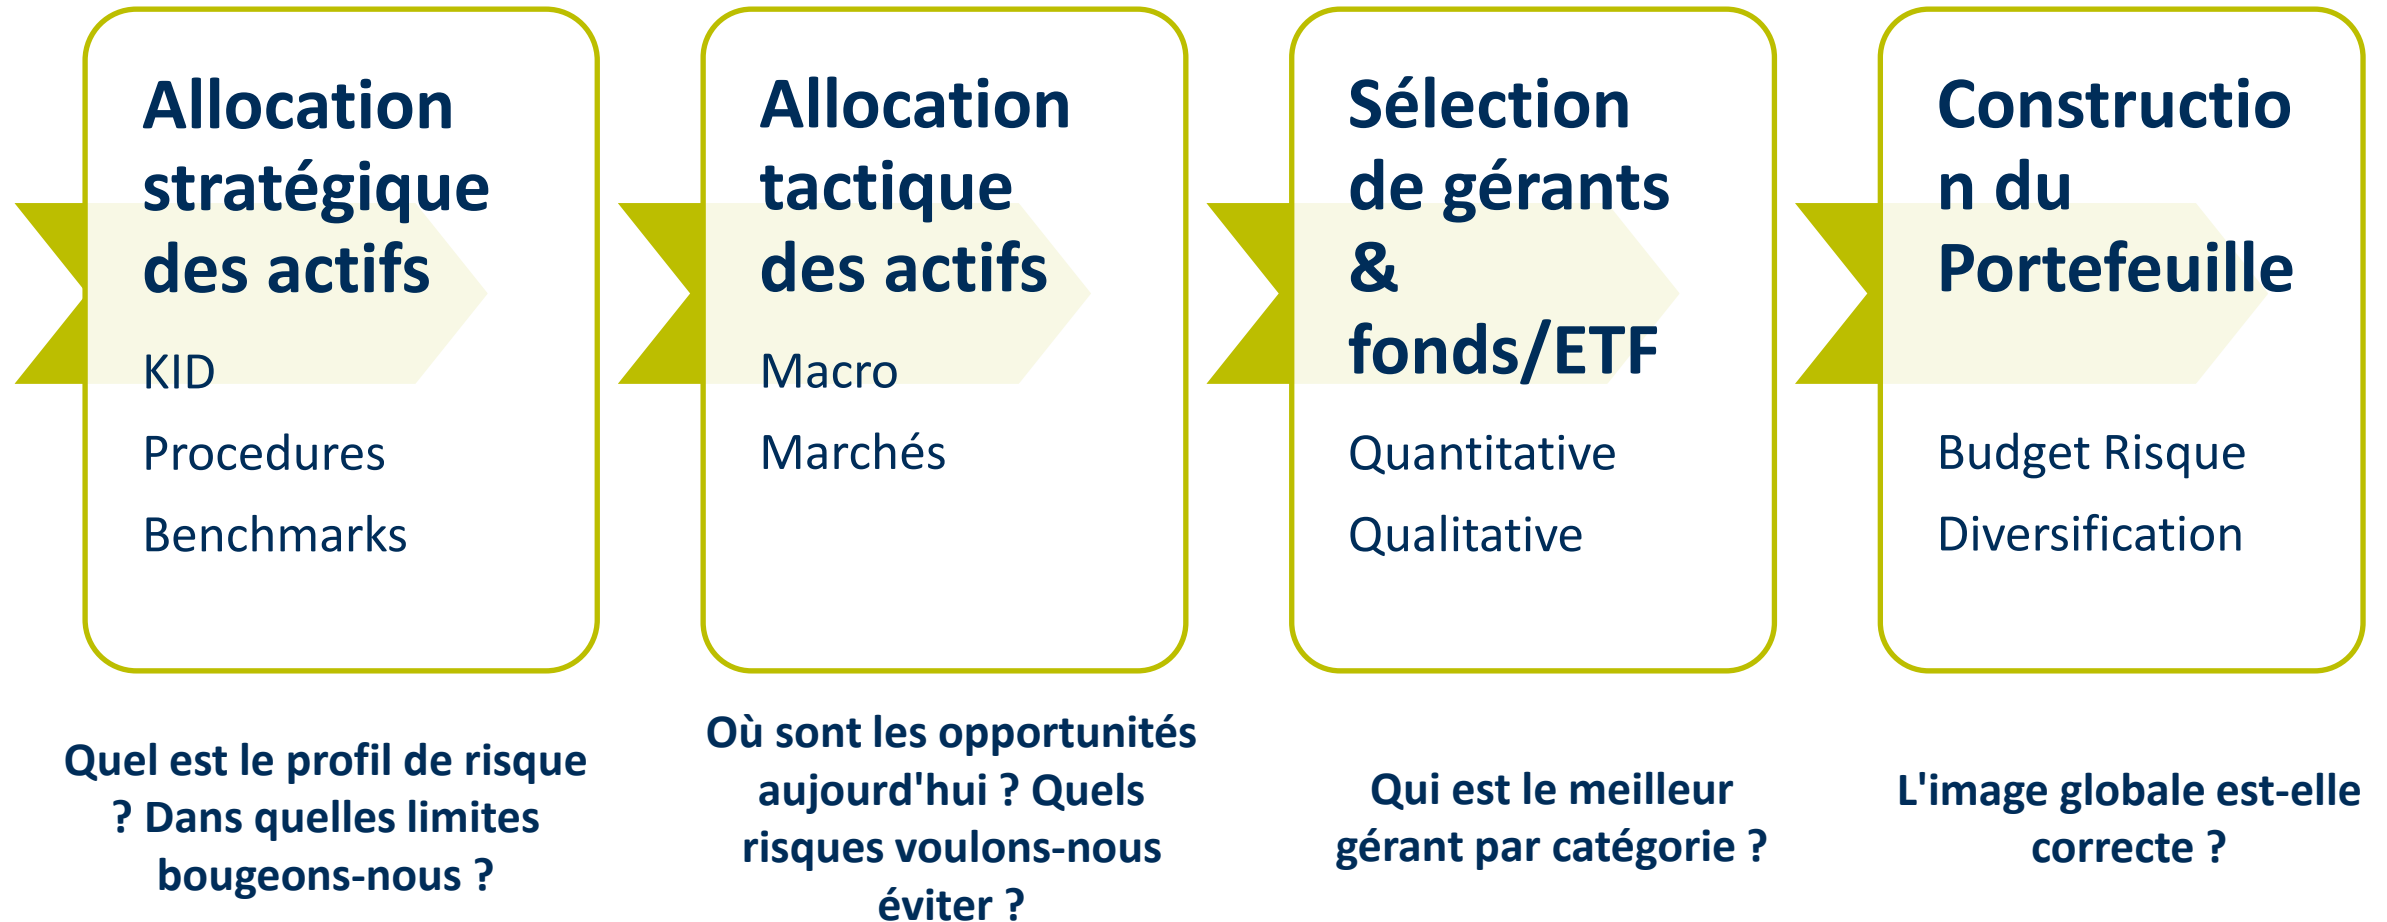 Allocation
stratégique
des actifs
KID
Procedures
Benchmarks
Allocation
tactique
des actifs
Macro
Marchés
Sélection
de gérants
&
fonds/ETF
Quantitative
Qualitative
Constructio
n du
Portefeuille
Budget Risque
Diversification
Quel est le profil de risque
? Dans quelles limites
bougeons-nous ?
Où sont les opportunités
aujourd'hui ? Quels
risques voulons-nous
éviter ?
Qui est le meilleur
gérant par catégorie ?
L'image globale est-elle
correcte ?